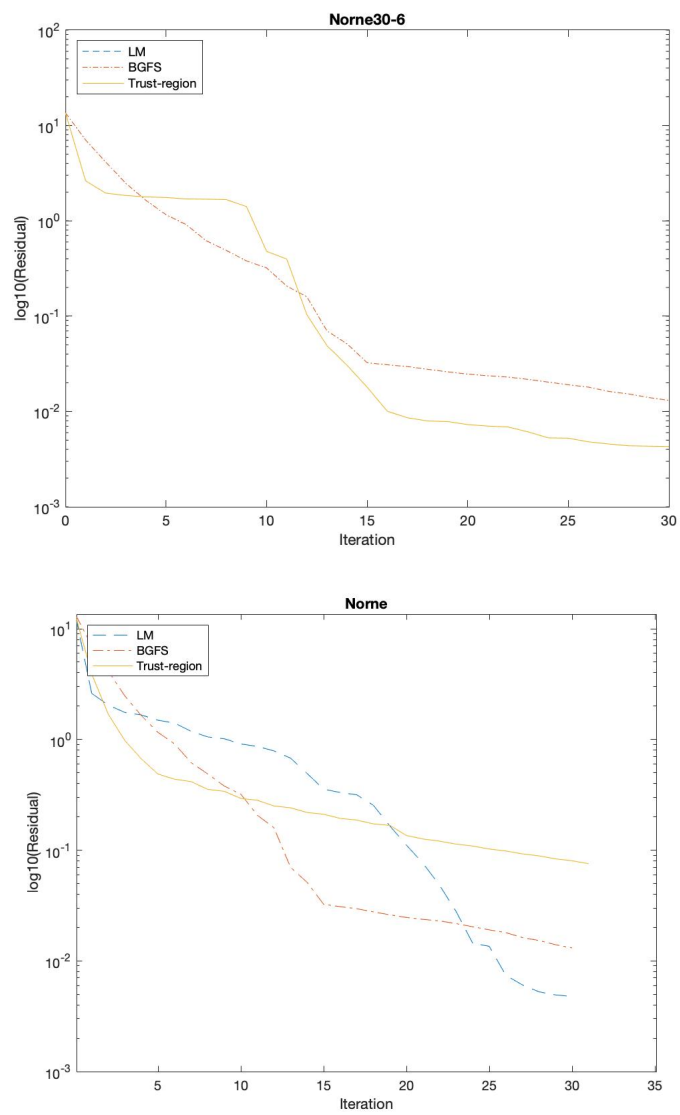 Norne30-6
10^2
LM
BGFS
Trust-region
10^1
10^0
10^-1
10^-2
10^-3
log10(Residual)
0 5 10 15 20 25 30
Iteration
Norne
10^1
LM
BGFS
Trust-region
10^0
10^-1
10^-2
10^-3
log10(Residual)
5 10 15 20 25 30 35
Iteration